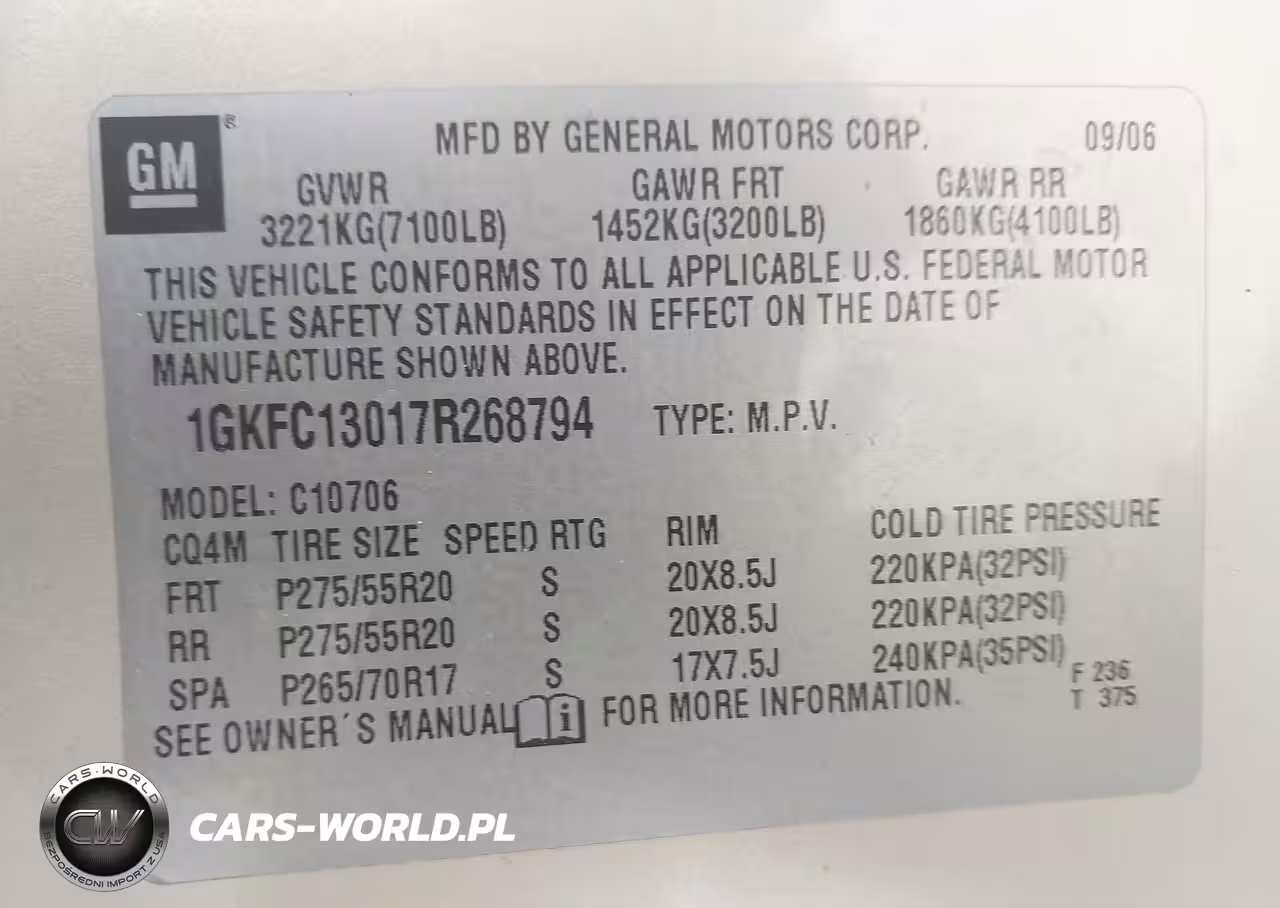 GM ®
MFD BY GENERAL MOTORS CORP. 09/06
GVWR GAWR FRT GAWR RR
3221KG(7100LB) 1452KG(3200LB) 1860KG(4100LB)
THIS VEHICLE CONFORMS TO ALL APPLICABLE U.S. FEDERAL MOTOR
VEHICLE SAFETY STANDARDS IN EFFECT ON THE DATE OF
MANUFACTURE SHOWN ABOVE.
1GKFC13017R268794 TYPE: M.P.V.
MODEL: C10706
CQ4M TIRE SIZE SPEED RTG RIM COLD TIRE PRESSURE
FRT P275/55R20 S 20X8.5J 220KPA(32PSI)
RR P275/55R20 S 20X8.5J 220KPA(32PSI)
SPA P265/70R17 S 17X7.5J 240KPA(35PSI)
F 236
T 375
SEE OWNER´S MANUAL i FOR MORE INFORMATION.
CARS-WORLD
CW
BEZPOŚREDNI IMPORT Z USA
CARS-WORLD.PL